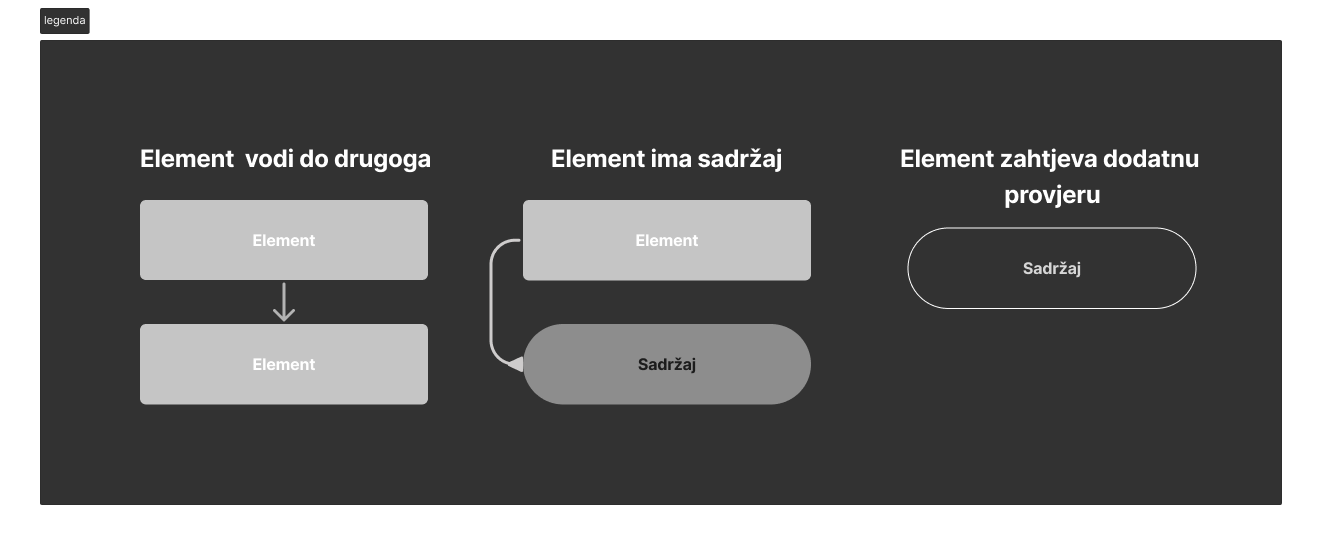 legenda
Element  vodi do drugoga
Element
Element
Element ima sadržaj
Element
Sadržaj
Element zahtjeva dodatnu
provjeru
Sadržaj